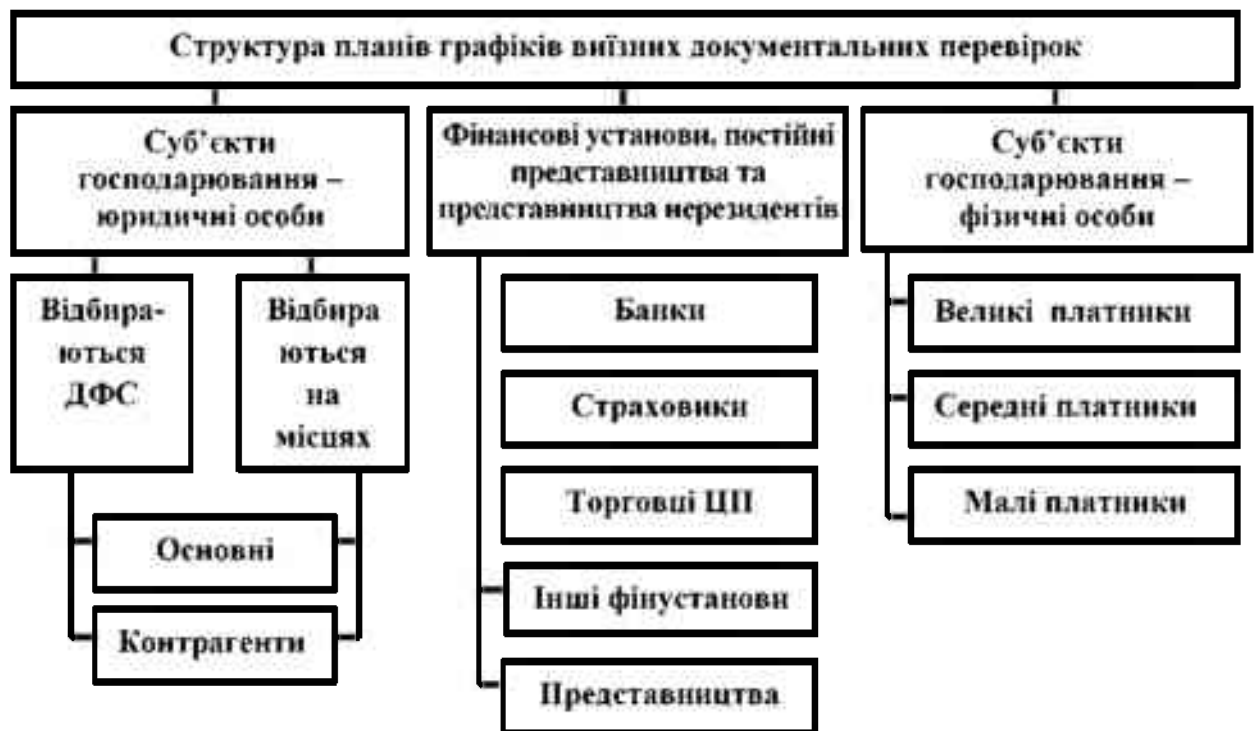 Структура планів графіків виїзних документальних перевірок
Суб’єкти
господарювання –
юридичні особи
Відбира-
ються
ДФС
Відбира
ються
на
місцях
Основні
Контрагенти
Фінансові установи, постійні
представництва та
представництва нерезидентів
Банки
Страховики
Торговці ЦП
Інші фінустанови
Представництва
Суб’єкти
господарювання –
фізичні особи
Великі платники
Середні платники
Малі платники